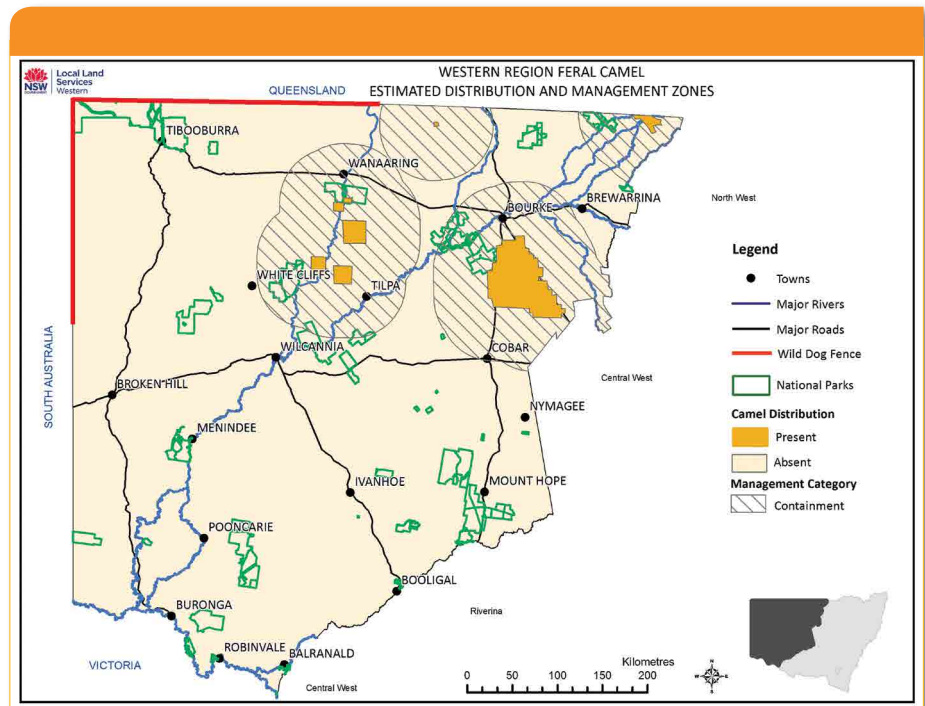 Local Land
Services
Western
NSW
GOVERNMENT
WESTERN REGION FERAL CAMEL
ESTIMATED DISTRIBUTION AND MANAGEMENT ZONES
QUEENSLAND
TIBOOBURRA
WANAARING
BREWARRINA
North West
BOURKE
WHITE CLIFFS
TILPA
SOUTH AUSTRALIA
WILCANNIA
COBAR
Central West
BROKEN HILL
NYMAGEE
MENINDEE
IVANHOE
MOUNT HOPE
POONCARIE
BOOLIGAL
BURONGA
Riverina
ROBINVALE
BALRANALD
VICTORIA
Central West
Legend
Towns
Major Rivers
Major Roads
Wild Dog Fence
National Parks
Camel Distribution
Present
Absent
Management Category
Containment
Kilometres
0 50 100 150 200
N
W E
S